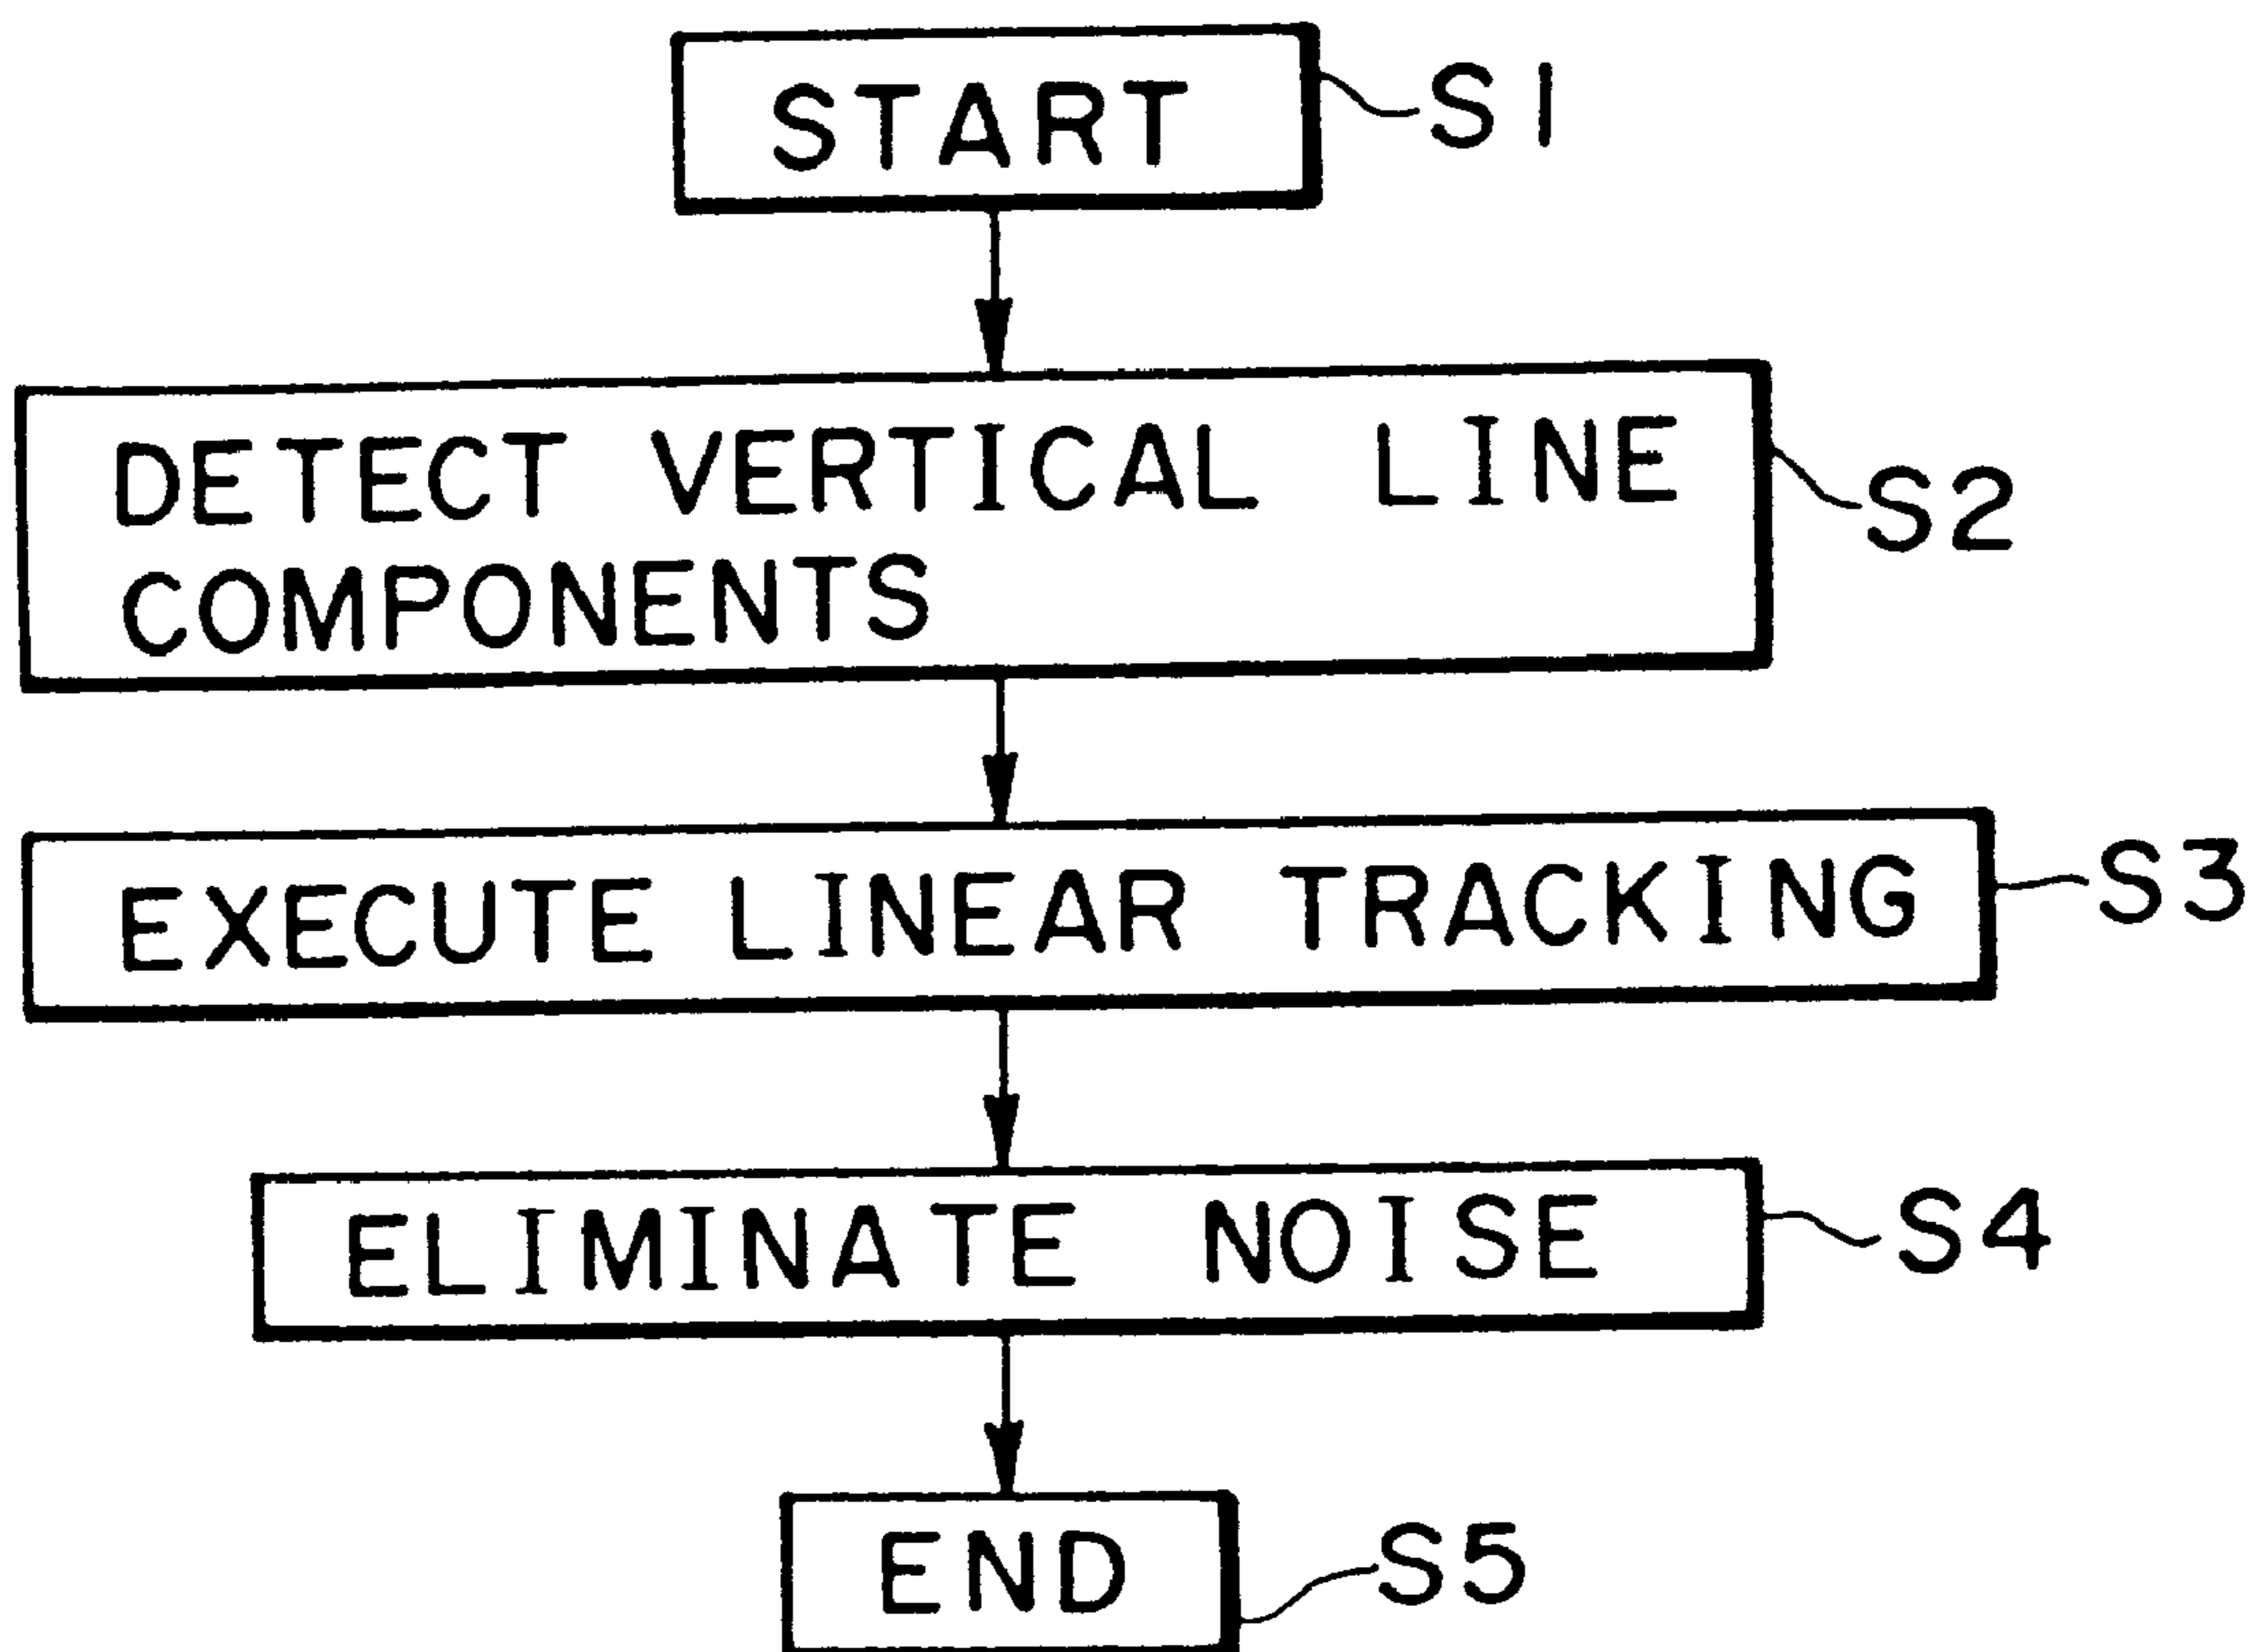 START S1
DETECT VERTICAL LINE
COMPONENTS
S2
EXECUTE LINEAR TRACKING S3
ELIMINATE NOISE S4
END S5